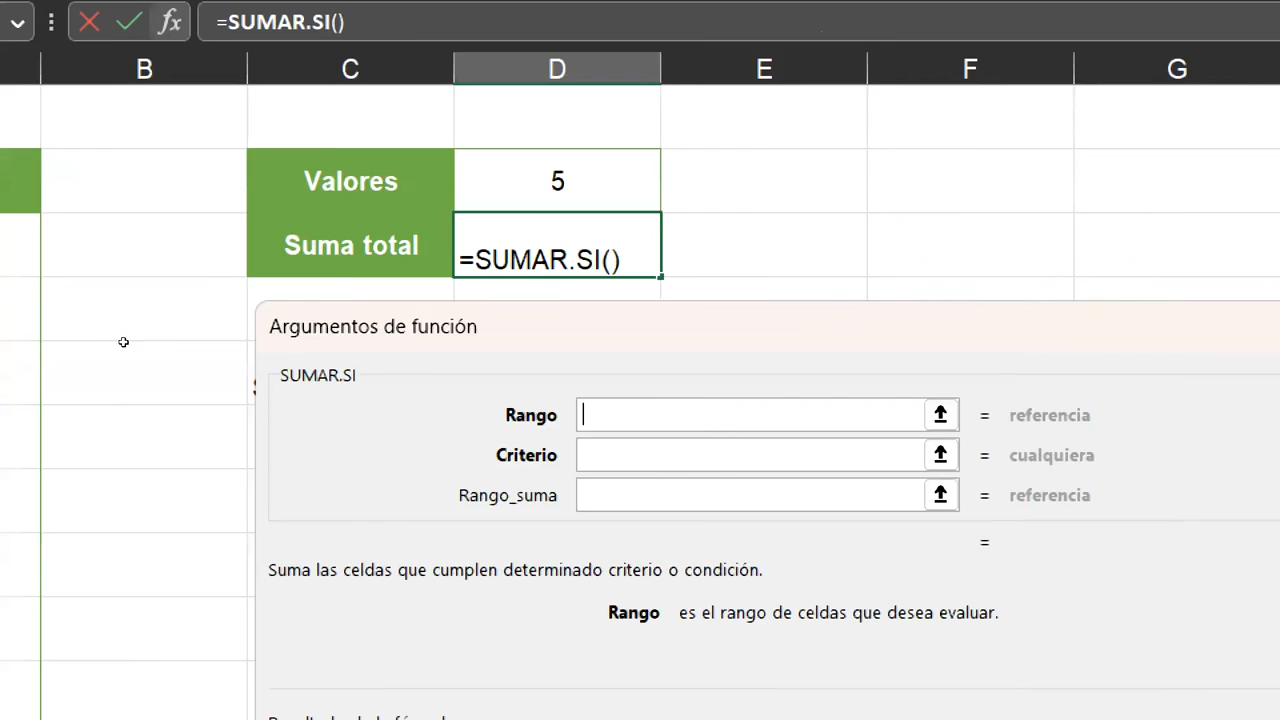 fx =SUMAR.SI()
B C D E F G
Valores 5
Suma total =SUMAR.SI()
Argumentos de función
SUMAR.SI
Rango = referencia
Criterio = cualquiera
Rango_suma = referencia
=
Suma las celdas que cumplen determinado criterio o condición.
Rango es el rango de celdas que desea evaluar.